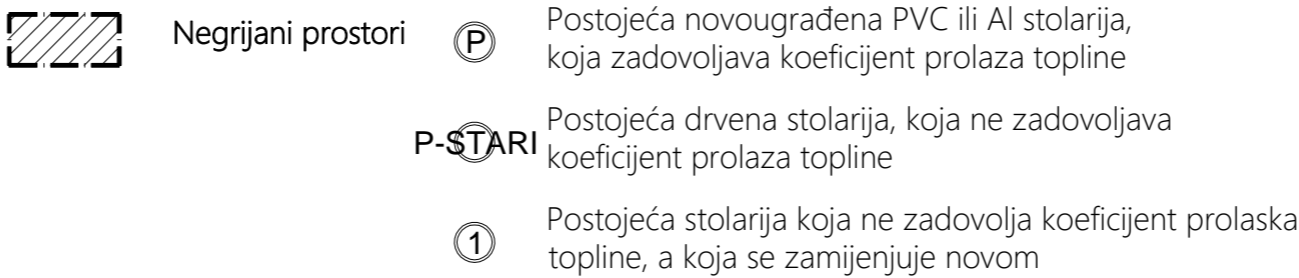 Negrijani prostori
P
Postojeća novougrađena PVC ili Al stolarija,
koja zadovoljava koeficijent prolaza topline
P-STARI
Postojeća drvena stolarija, koja ne zadovoljava
koeficijent prolaza topline
1
Postojeća stolarija koja ne zadovolja koeficijent prolaska
topline, a koja se zamijenjuje novom